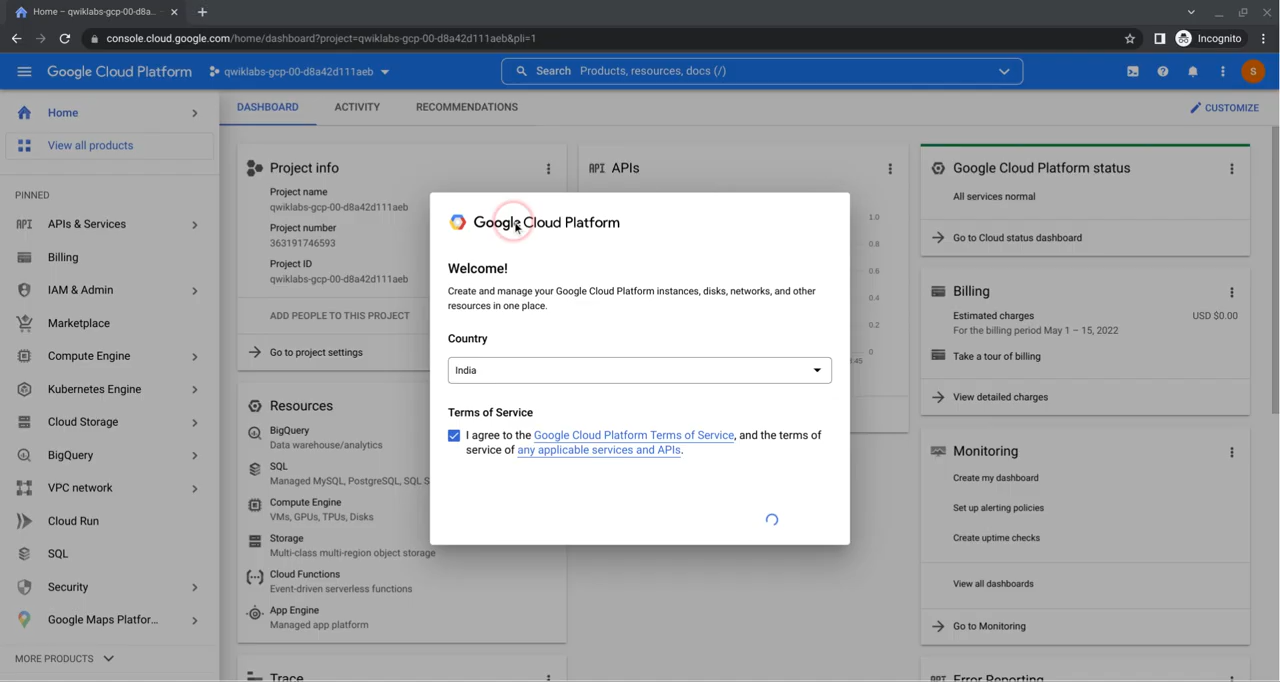 Home – qwiklabs-gcp-00-d8a...
console.cloud.google.com/home/dashboard?project=qwiklabs-gcp-00-d8a42d111aeb&pli=1
Incognito
Google Cloud Platform
qwiklabs-gcp-00-d8a42d111aeb
Search Products, resources, docs (/)
S
Home
View all products
PINNED
APIs & Services
Billing
IAM & Admin
Marketplace
Compute Engine
Kubernetes Engine
Cloud Storage
BigQuery
VPC network
Cloud Run
SQL
Security
Google Maps Platfor...
MORE PRODUCTS
DASHBOARD
ACTIVITY
RECOMMENDATIONS
CUSTOMIZE
Project info
Project name
qwiklabs-gcp-00-d8a42d111aeb
Project number
363191746593
Project ID
qwiklabs-gcp-00-d8a42d111aeb
ADD PEOPLE TO THIS PROJECT
Go to project settings
Resources
BigQuery
Data warehouse/analytics
SQL
Managed MySQL, PostgreSQL, SQL S
Compute Engine
VMs, GPUs, TPUs, Disks
Storage
Multi-class multi-region object storage
Cloud Functions
Event-driven serverless functions
App Engine
Managed app platform
Trace
API APIs
1.0
0.8
0.6
0.4
0.2
0
:45
Google Cloud Platform
Welcome!
Create and manage your Google Cloud Platform instances, disks, networks, and other
resources in one place.
Country
India
Terms of Service
I agree to the Google Cloud Platform Terms of Service, and the terms of
service of any applicable services and APIs.
Google Cloud Platform status
All services normal
Go to Cloud status dashboard
Billing
Estimated charges USD $0.00
For the billing period May 1 – 15, 2022
Take a tour of billing
View detailed charges
Monitoring
Create my dashboard
Set up alerting policies
Create uptime checks
View all dashboards
Go to Monitoring
Error Reporting